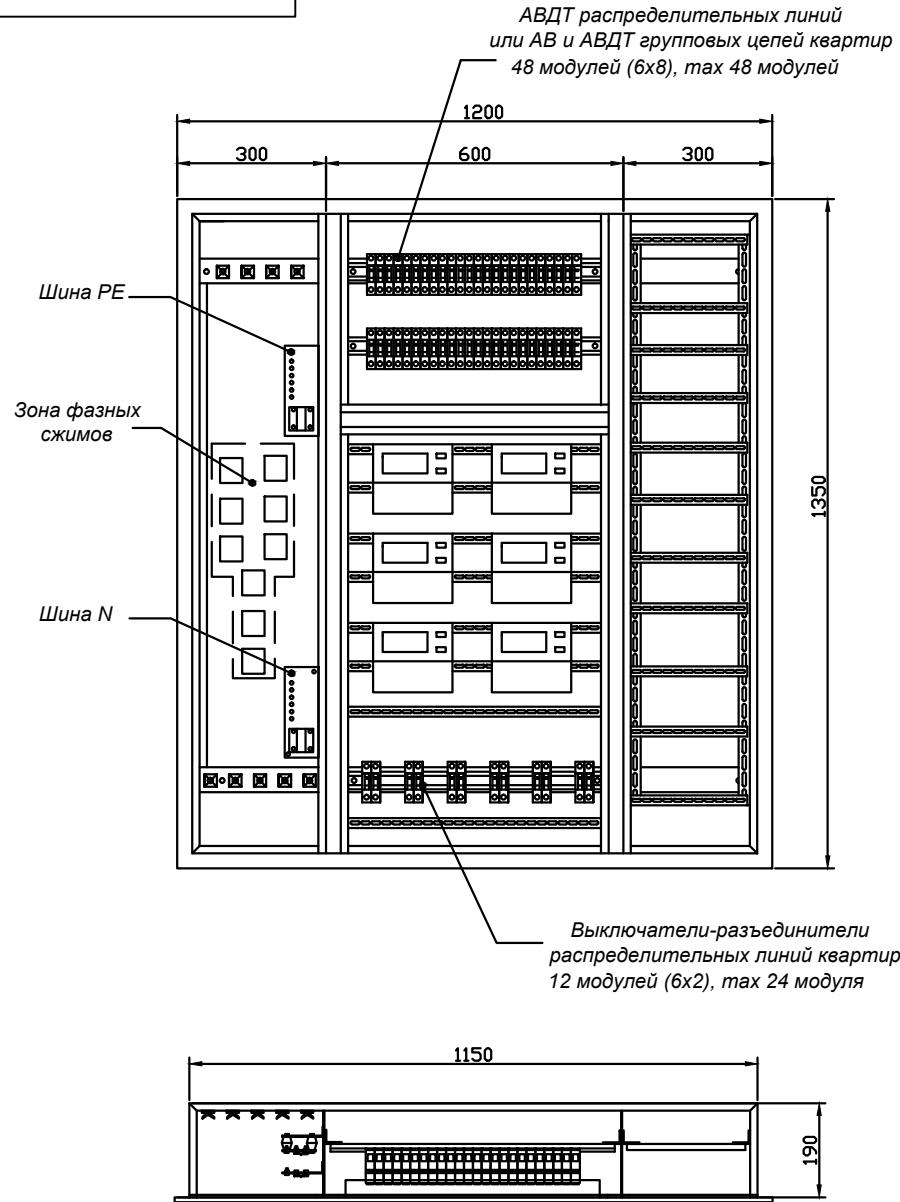 АВДТ распределительных линий
или АВ и АВДТ групповых цепей квартир
48 модулей (6х8), max 48 модулей
1200
300
600
300
Шина PE
Зона фазных
сжимов
1350
Шина N
Выключатели-разъединители
распределительных линий квартир
12 модулей (6х2), max 24 модуля
1150
190